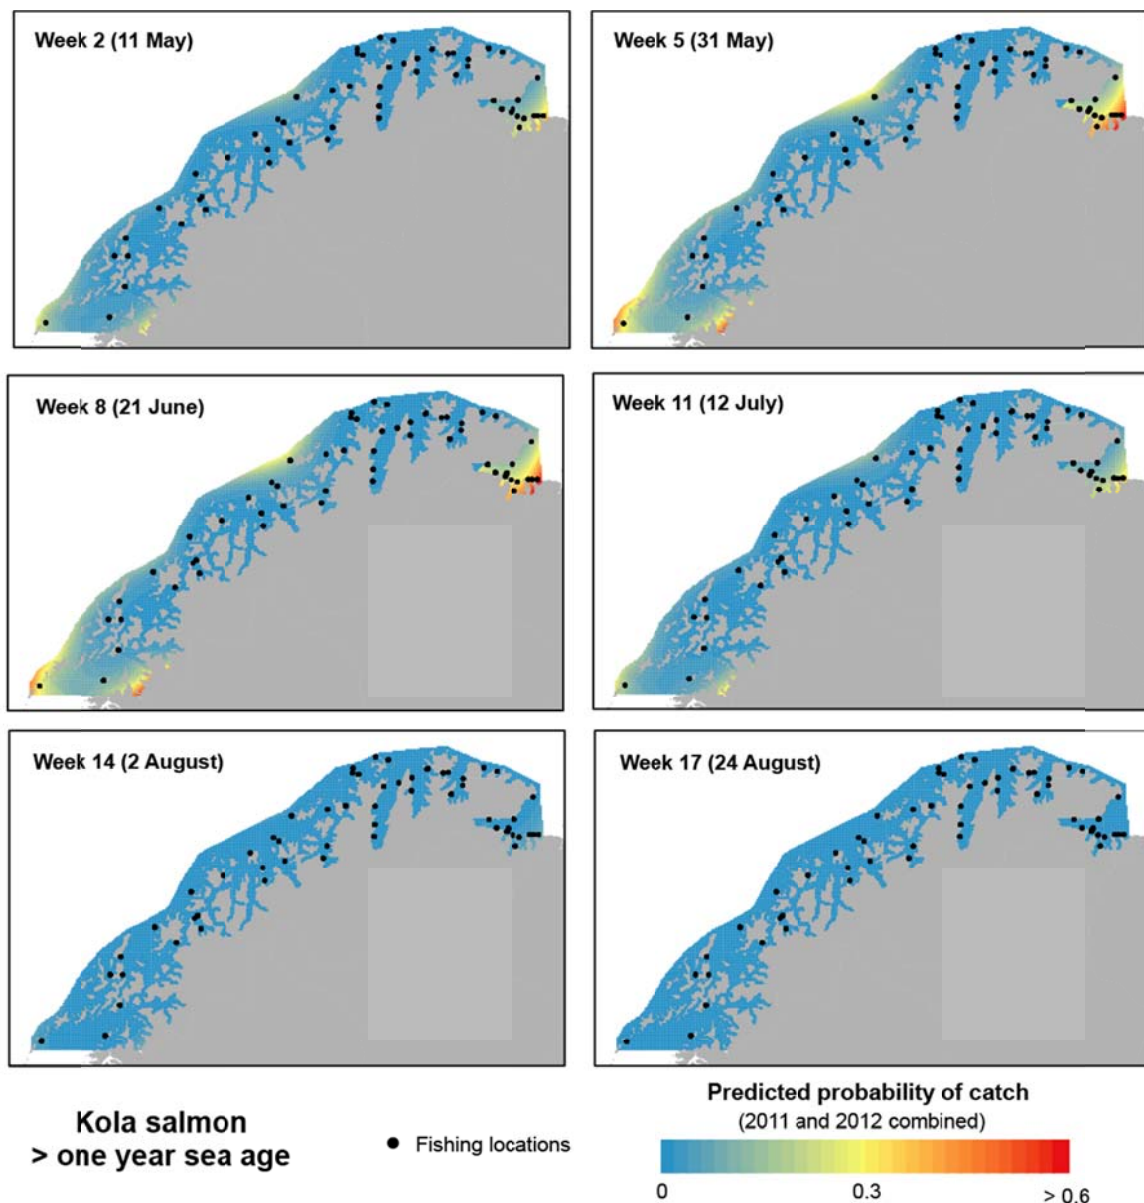 Week 2 (11 May)
Week 5 (31 May)
Week 8 (21 June)
Week 11 (12 July)
Week 14 (2 August)
Week 17 (24 August)
Kola salmon
> one year sea age
Fishing locations
Predicted probability of catch
(2011 and 2012 combined)
0 0.3 > 0.6